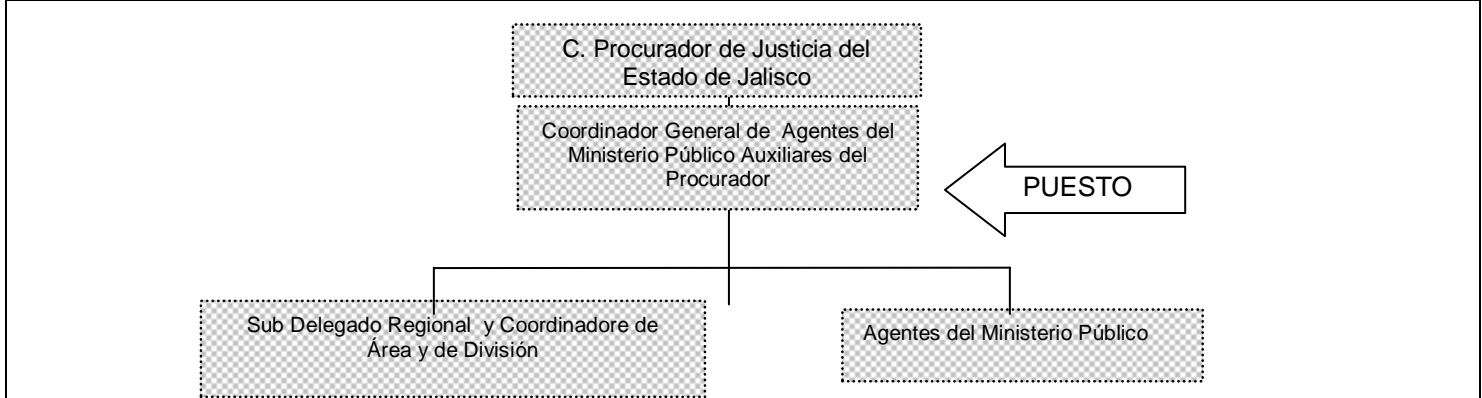 C. Procurador de Justicia del
Estado de Jalisco
Coordinador General de Agentes del
Ministerio Público Auxiliares del
Procurador
PUESTO
Sub Delegado Regional y Coordinadore de
Área y de División
Agentes del Ministerio Público